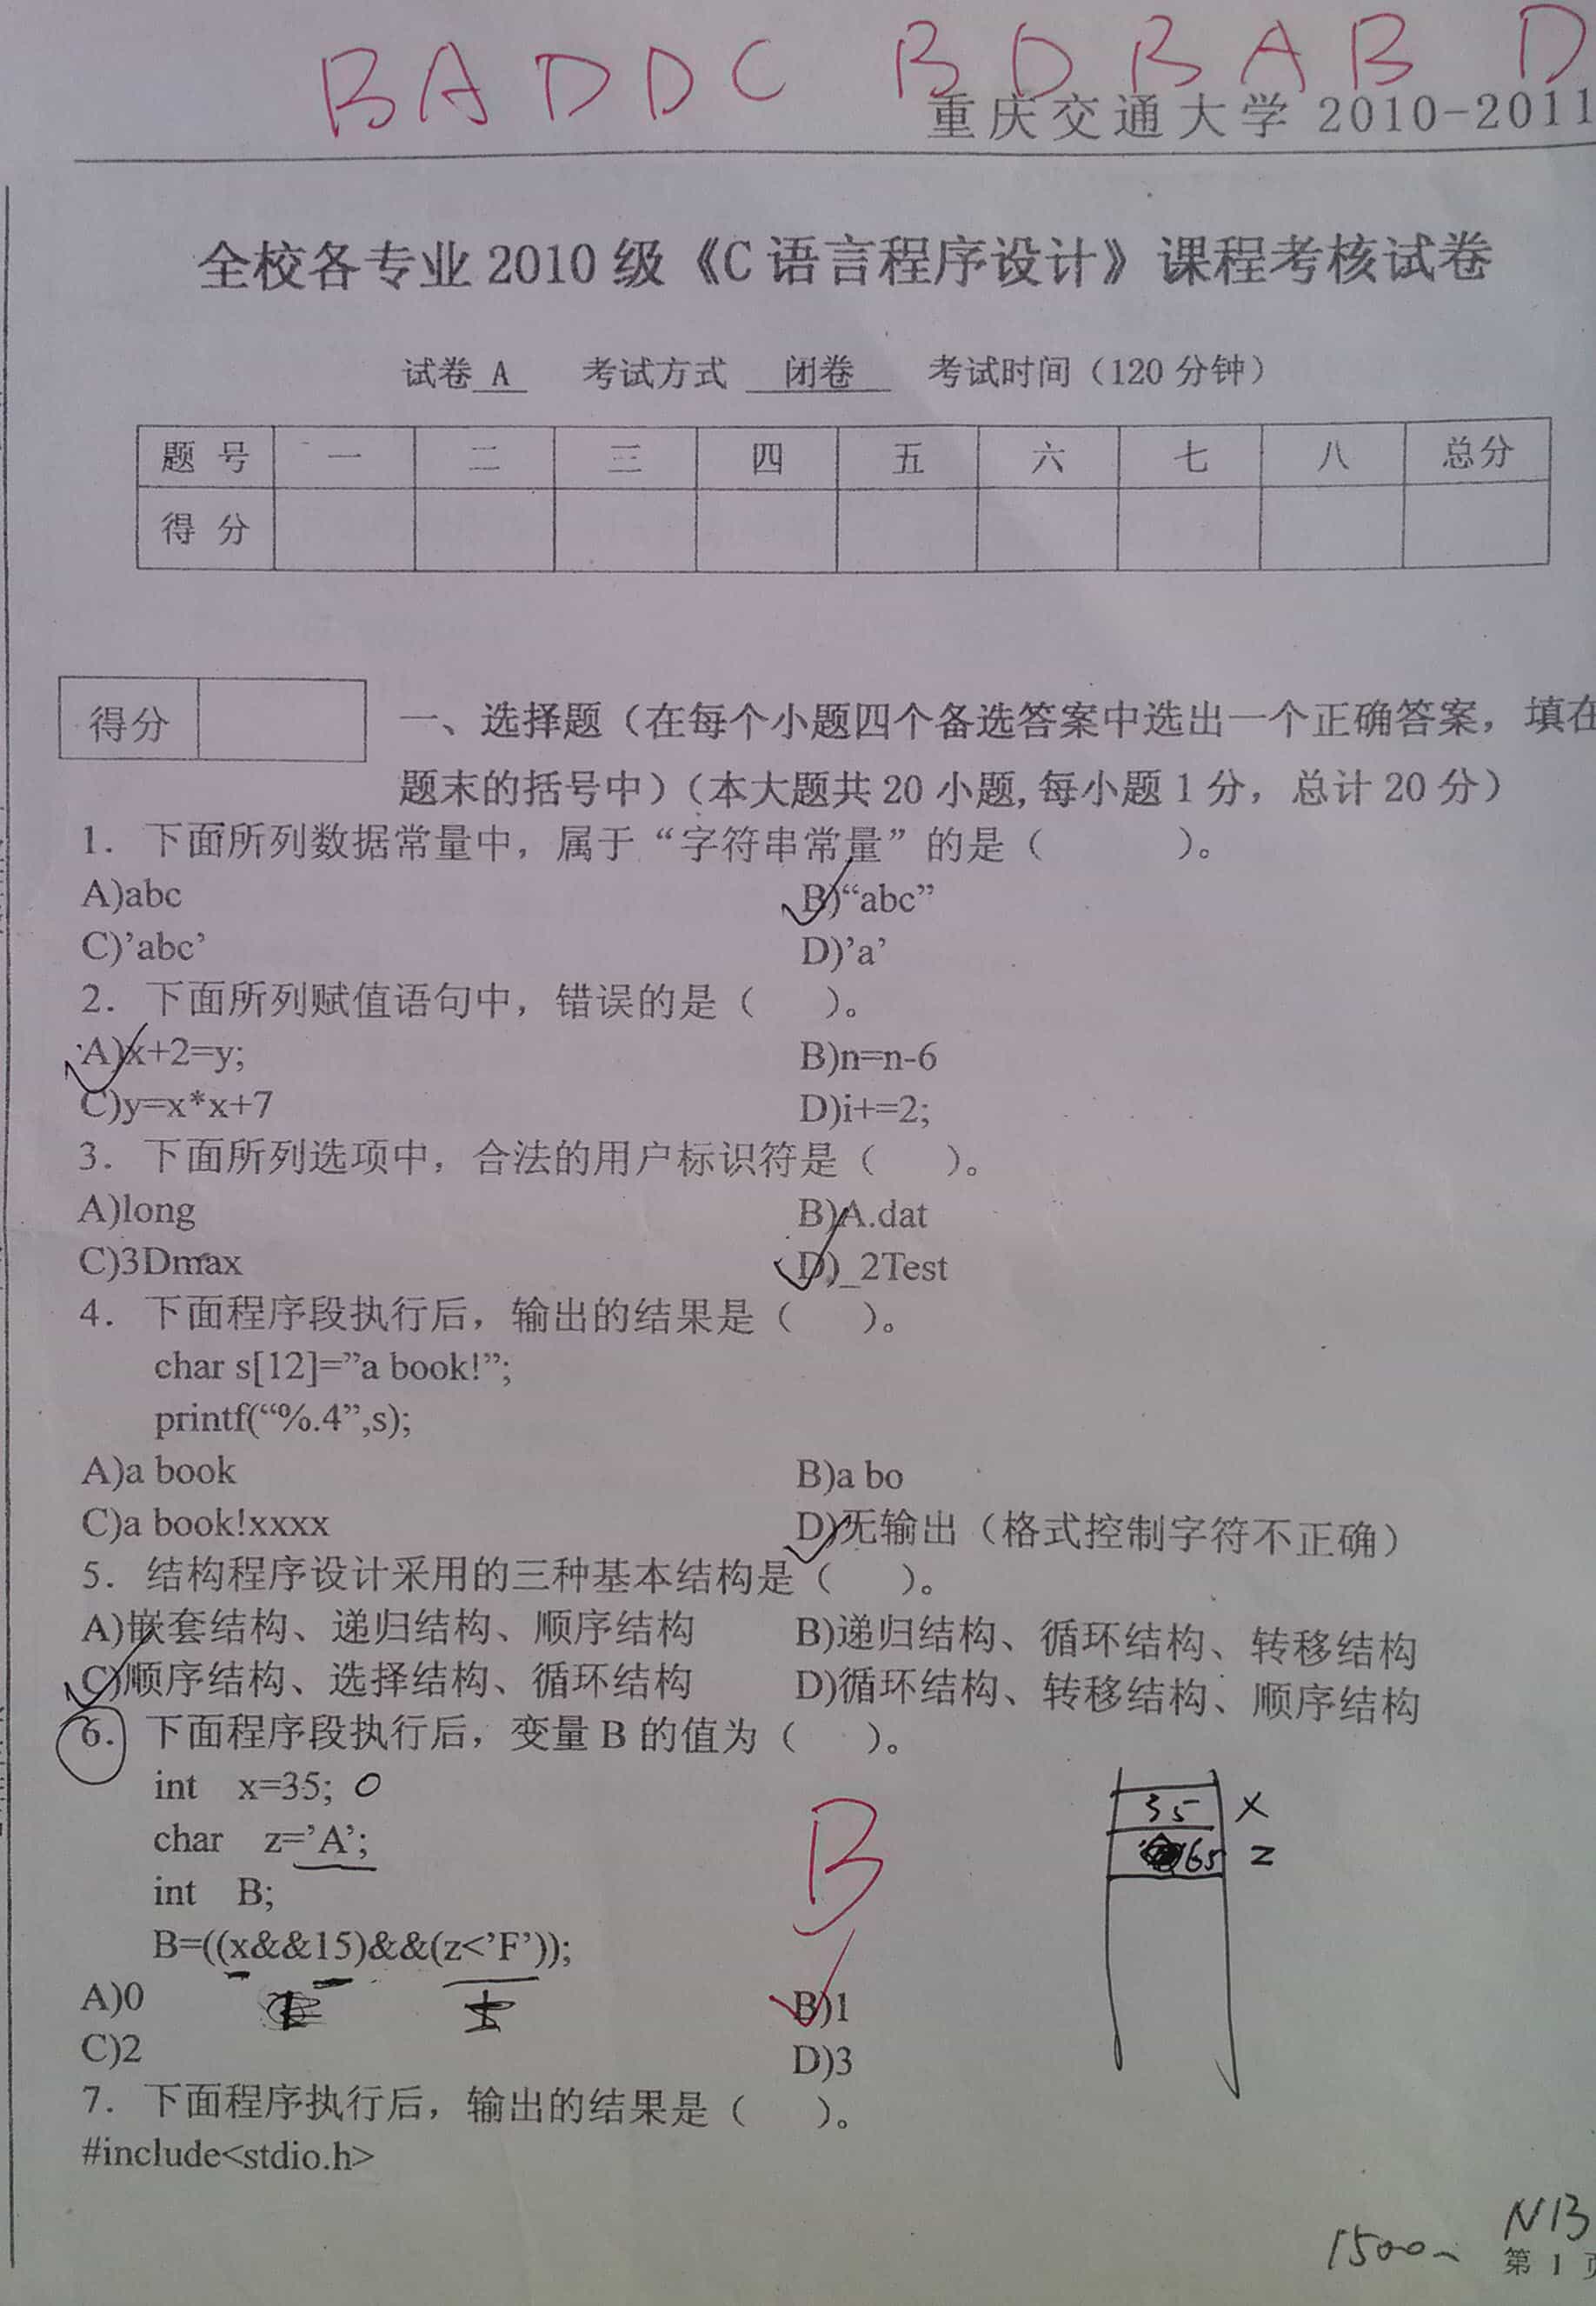 BADDC BDBAB D
重庆交通大学 2010-2011
全校各专业 2010 级《C 语言程序设计》课程考核试卷
试卷 A 考试方式 闭卷 考试时间（120 分钟）
题 号 一 二 三 四 五 六 七 八 总分
得 分
得分
一、选择题（在每个小题四个备选答案中选出一个正确答案，填在
题末的括号中）（本大题共 20 小题, 每小题 1 分，总计 20 分）
1．下面所列数据常量中，属于“字符串常量”的是（ ）。
A)abc B)“abc”
C)’abc’ D)’a’
2．下面所列赋值语句中，错误的是（ ）。
A)x+2=y; B)n=n-6
C)y=x*x+7 D)i+=2;
3．下面所列选项中，合法的用户标识符是（ ）。
A)long B)A.dat
C)3Dmax D)_2Test
4．下面程序段执行后，输出的结果是（ ）。
char s[12]=”a book!”;
printf(“%.4”,s);
A)a book B)a bo
C)a book!xxxx D)无输出（格式控制字符不正确）
5．结构程序设计采用的三种基本结构是（ ）。
A)嵌套结构、递归结构、顺序结构 B)递归结构、循环结构、转移结构
C)顺序结构、选择结构、循环结构 D)循环结构、转移结构、顺序结构
6．下面程序段执行后，变量 B 的值为（ ）。
int x=35; 0
35 x
char z=’A’;
B
65 z
int B;
B=((x&&15)&&(z<’F’));
A)0 B)1
C)2 D)3
7．下面程序执行后，输出的结果是（ ）。
#include<stdio.h>
NB
1500
第 1 页